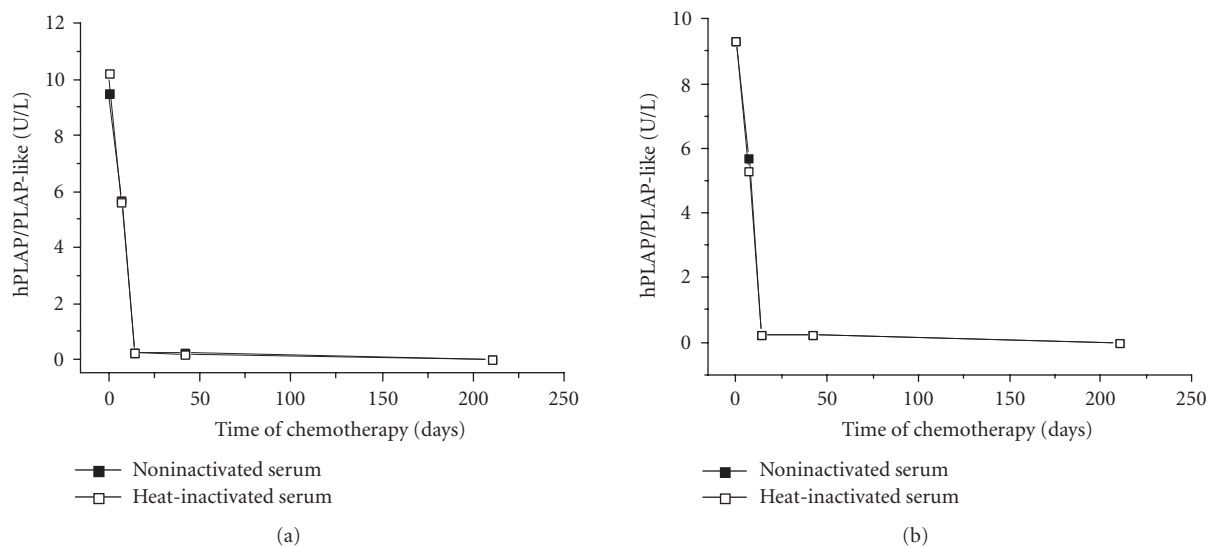 12
10
8
6
4
2
0
hPLAP/PLAP-like (U/L)
0 50 100 150 200 250
Time of chemotherapy (days)
Noninactivated serum
Heat-inactivated serum
(a)
10
8
6
4
2
0
hPLAP/PLAP-like (U/L)
0 50 100 150 200 250
Time of chemotherapy (days)
Noninactivated serum
Heat-inactivated serum
(b)